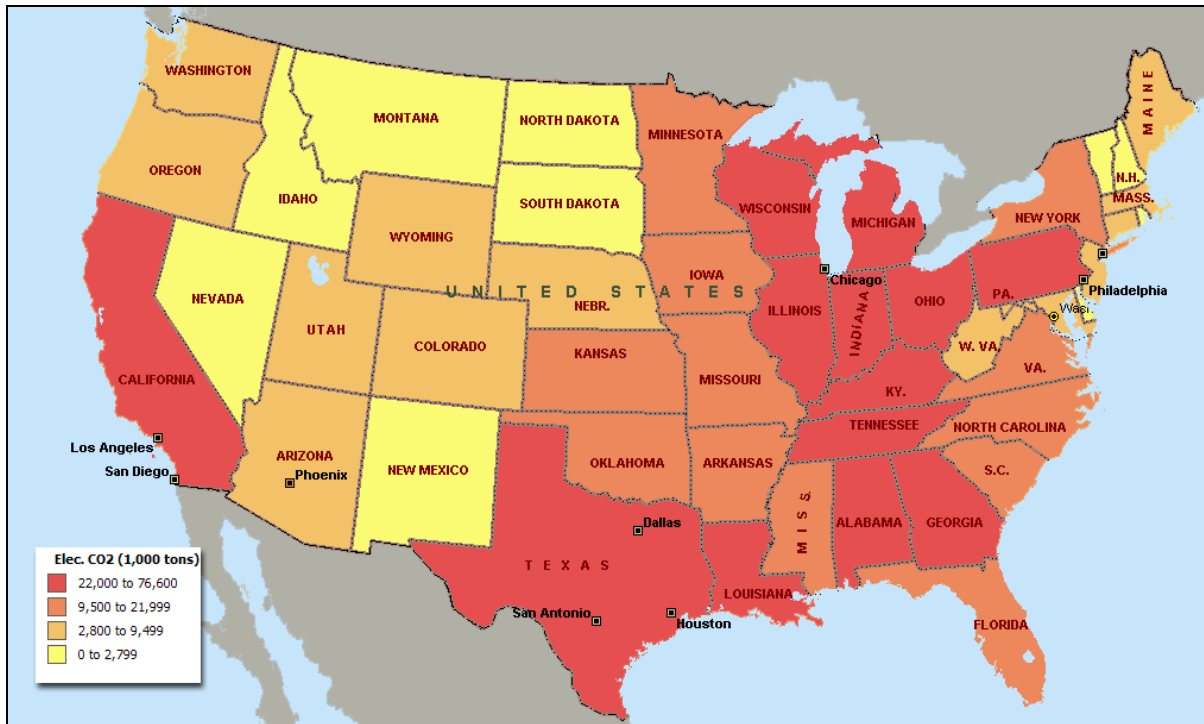 WASHINGTON
MONTANA
NORTH DAKOTA
MINNESOTA
MAINE
OREGON
IDAHO
SOUTH DAKOTA
WISCONSIN
MICHIGAN
N.H.
MASS.
NEW YORK
WYOMING
IOWA
UNITED STATES
Chicago
NEVADA
NEBR.
UTAH
COLORADO
ILLINOIS
INDIANA
OHIO
PA.
Philadelphia
KANSAS
MISSOURI
W. VA.
VA.
CALIFORNIA
KY.
TENNESSEE
NORTH CAROLINA
Los Angeles
San Diego
ARIZONA
Phoenix
NEW MEXICO
OKLAHOMA
ARKANSAS
S.C.
MISS.
ALABAMA
GEORGIA
Dallas
TEXAS
LOUISIANA
San Antonio
Houston
FLORIDA
Elec. CO2 (1,000 tons)
22,000 to 76,600
9,500 to 21,999
2,800 to 9,499
0 to 2,799